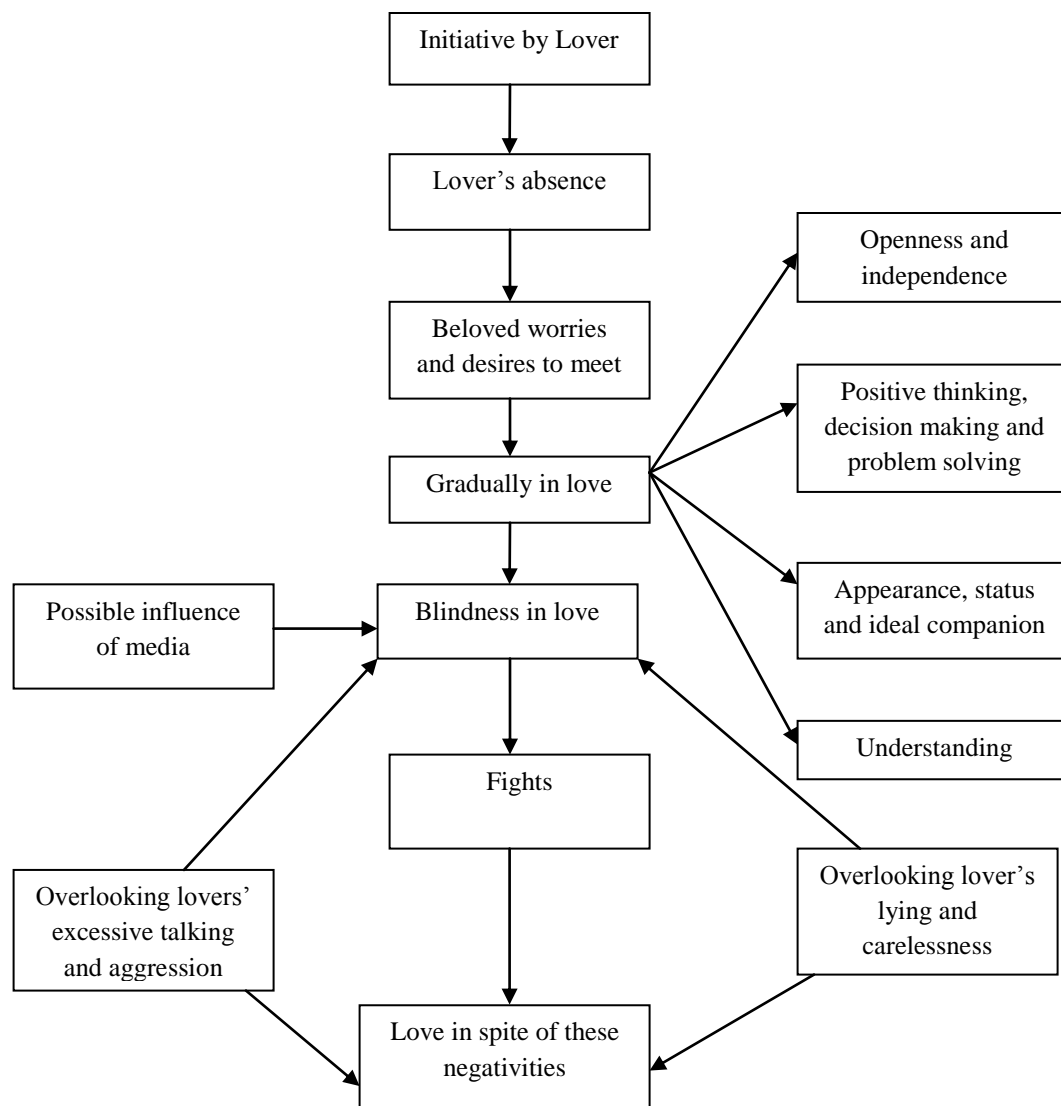 Initiative by Lover
Lover’s absence
Beloved worries
and desires to meet
Gradually in love
Openness and
independence
Positive thinking,
decision making and
problem solving
Appearance, status
and ideal companion
Understanding
Possible influence
of media
Blindness in love
Fights
Overlooking lovers’
excessive talking
and aggression
Overlooking lover’s
lying and
carelessness
Love in spite of these
negativities